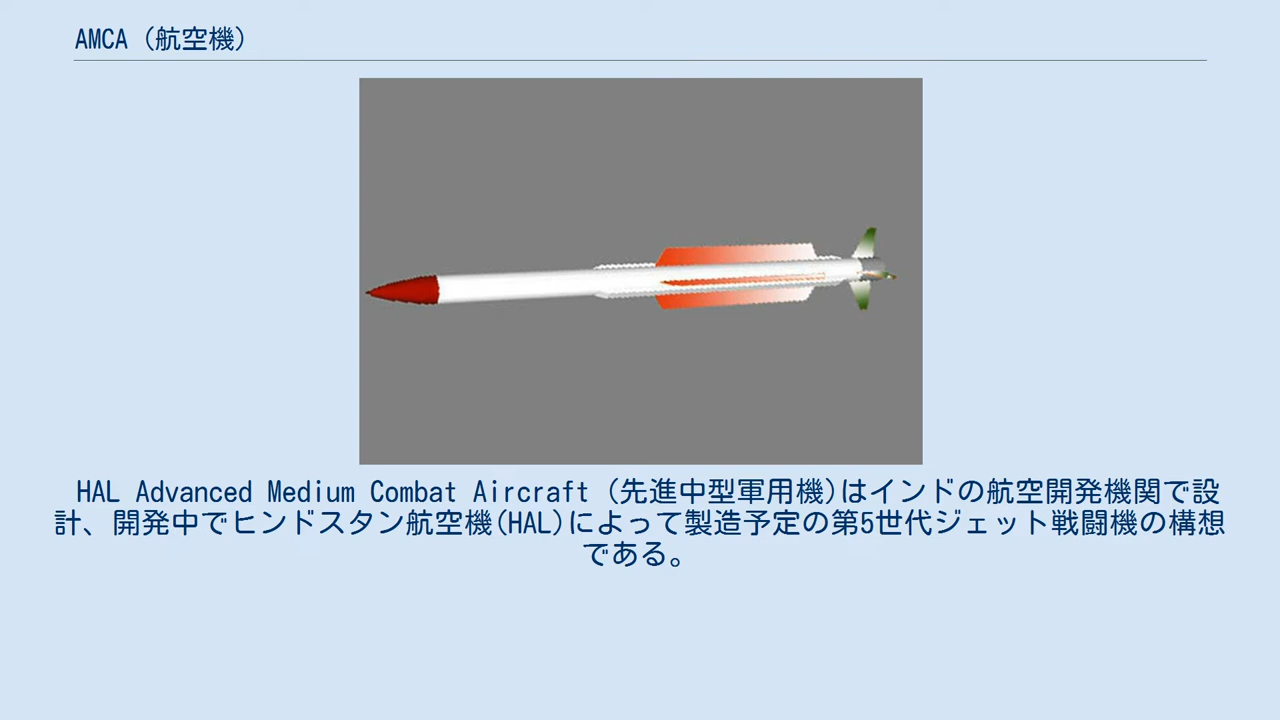 AMCA (航空機)
HAL Advanced Medium Combat Aircraft (先進中型軍用機)はインドの航空開発機関で設
計、開発中でヒンドスタン航空機(HAL)によって製造予定の第5世代ジェット戦闘機の構想
である。